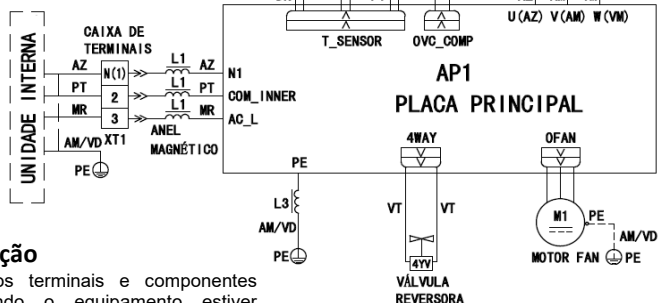 U(AZ) V(AM) W(VM)
T_SENSOR
OVC_COMP
CAIXA DE
TERMINAIS
UNIDADE INTERNA
AZ
N(1)
L1
AZ
N1
PT
2
L1
PT
COM_INNER
MR
3
L1
MR
AC_L
AM/VD
XT1
ANEL
MAGNÉTICO
PE
AP1
PLACA PRINCIPAL
4WAY
OFAN
PE
L3
AM/VD
PE
VT
VT
4YV
VÁLVULA
REVERSORA
M1
PE
AM/VD
MOTOR FAN
PE
ção
os terminais e componentes